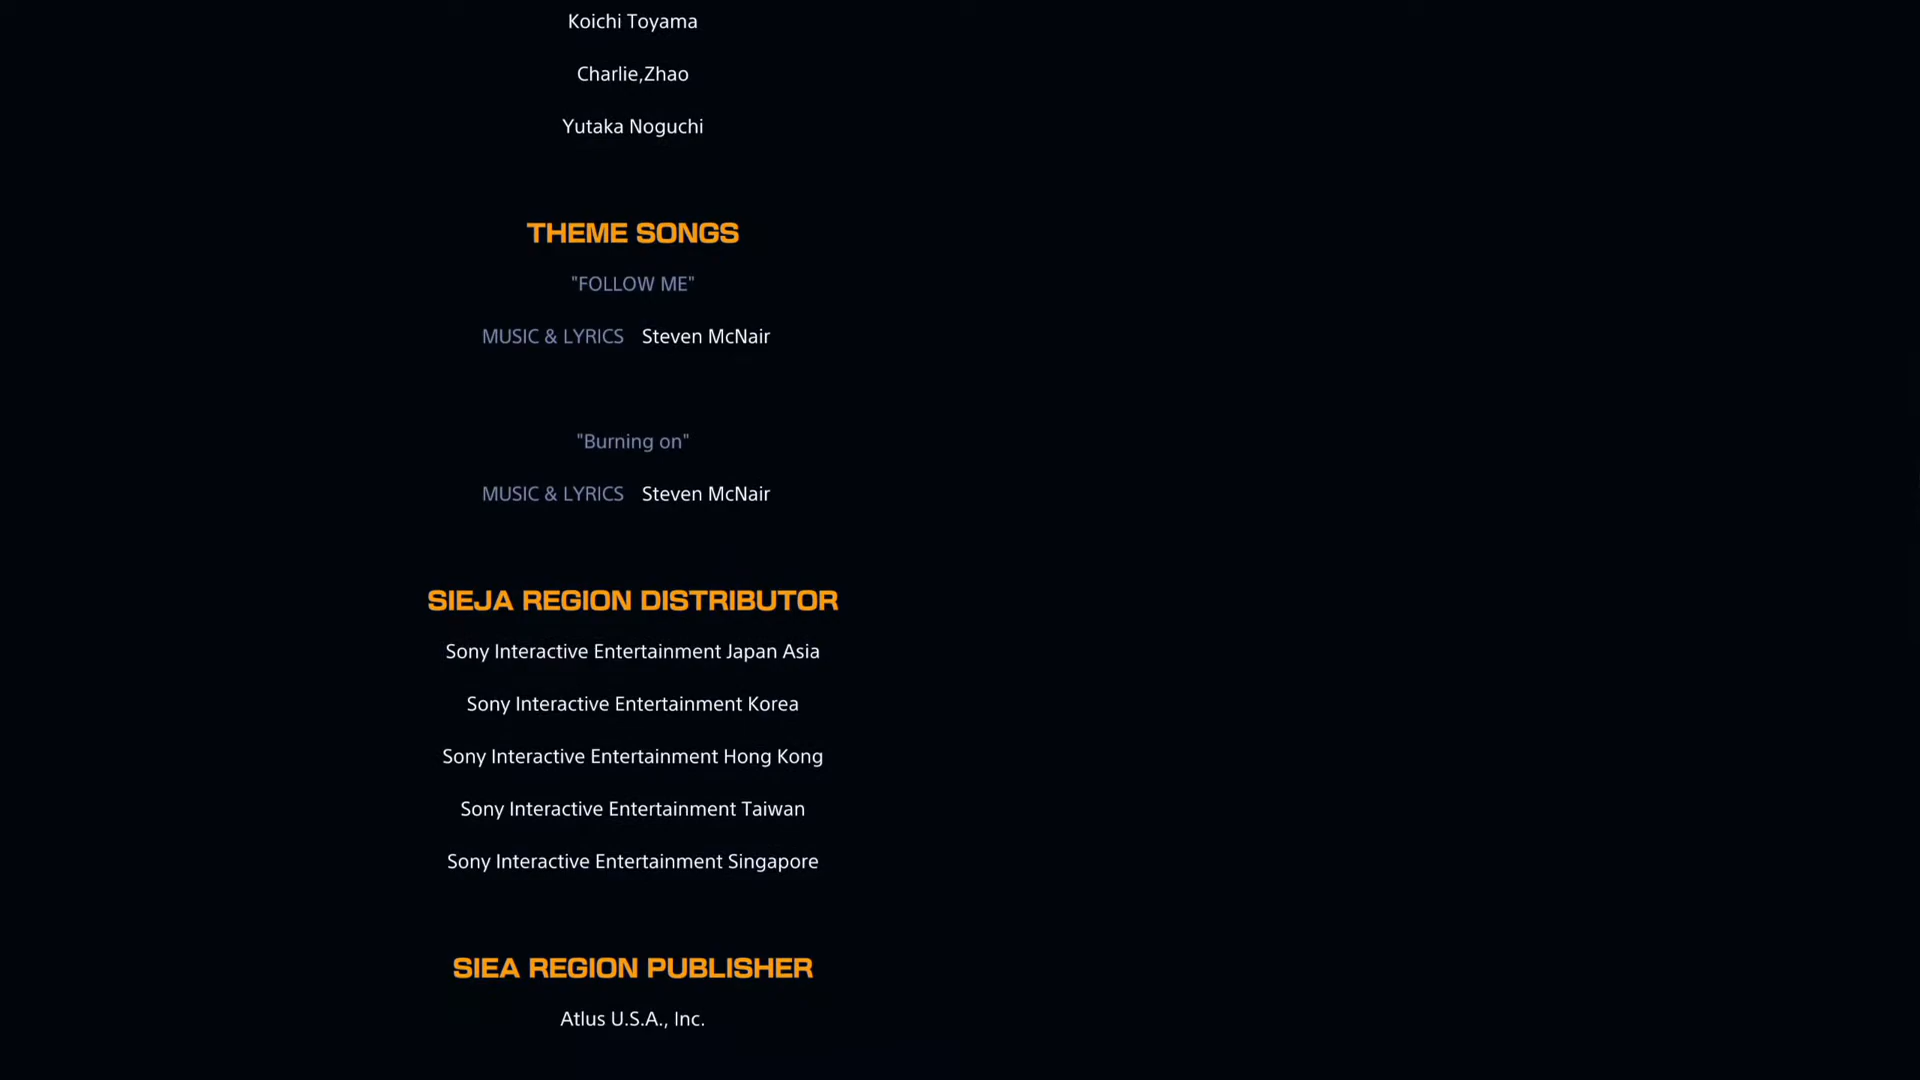 Koichi Toyama
Charlie,Zhao
Yutaka Noguchi
THEME SONGS
"FOLLOW ME"
MUSIC & LYRICS Steven McNair
"Burning on"
MUSIC & LYRICS Steven McNair
SIEJA REGION DISTRIBUTOR
Sony Interactive Entertainment Japan Asia
Sony Interactive Entertainment Korea
Sony Interactive Entertainment Hong Kong
Sony Interactive Entertainment Taiwan
Sony Interactive Entertainment Singapore
SIEA REGION PUBLISHER
Atlus U.S.A., Inc.